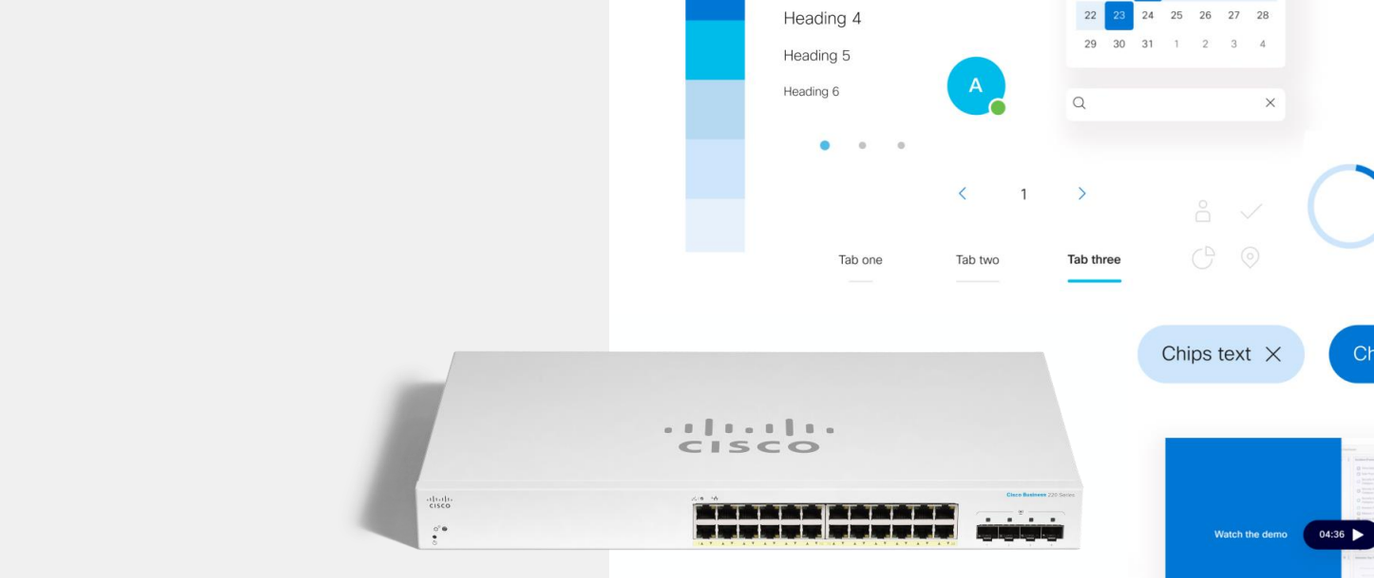 Heading 4
22 23 24 25 26 27 28
29 30 31 1 2 3 4
Heading 5
A
Heading 6
1
Tab one Tab two Tab three
Chips text
Ch
CISCO
Cisco Business 220 Series
CISCO
Watch the demo
04:36